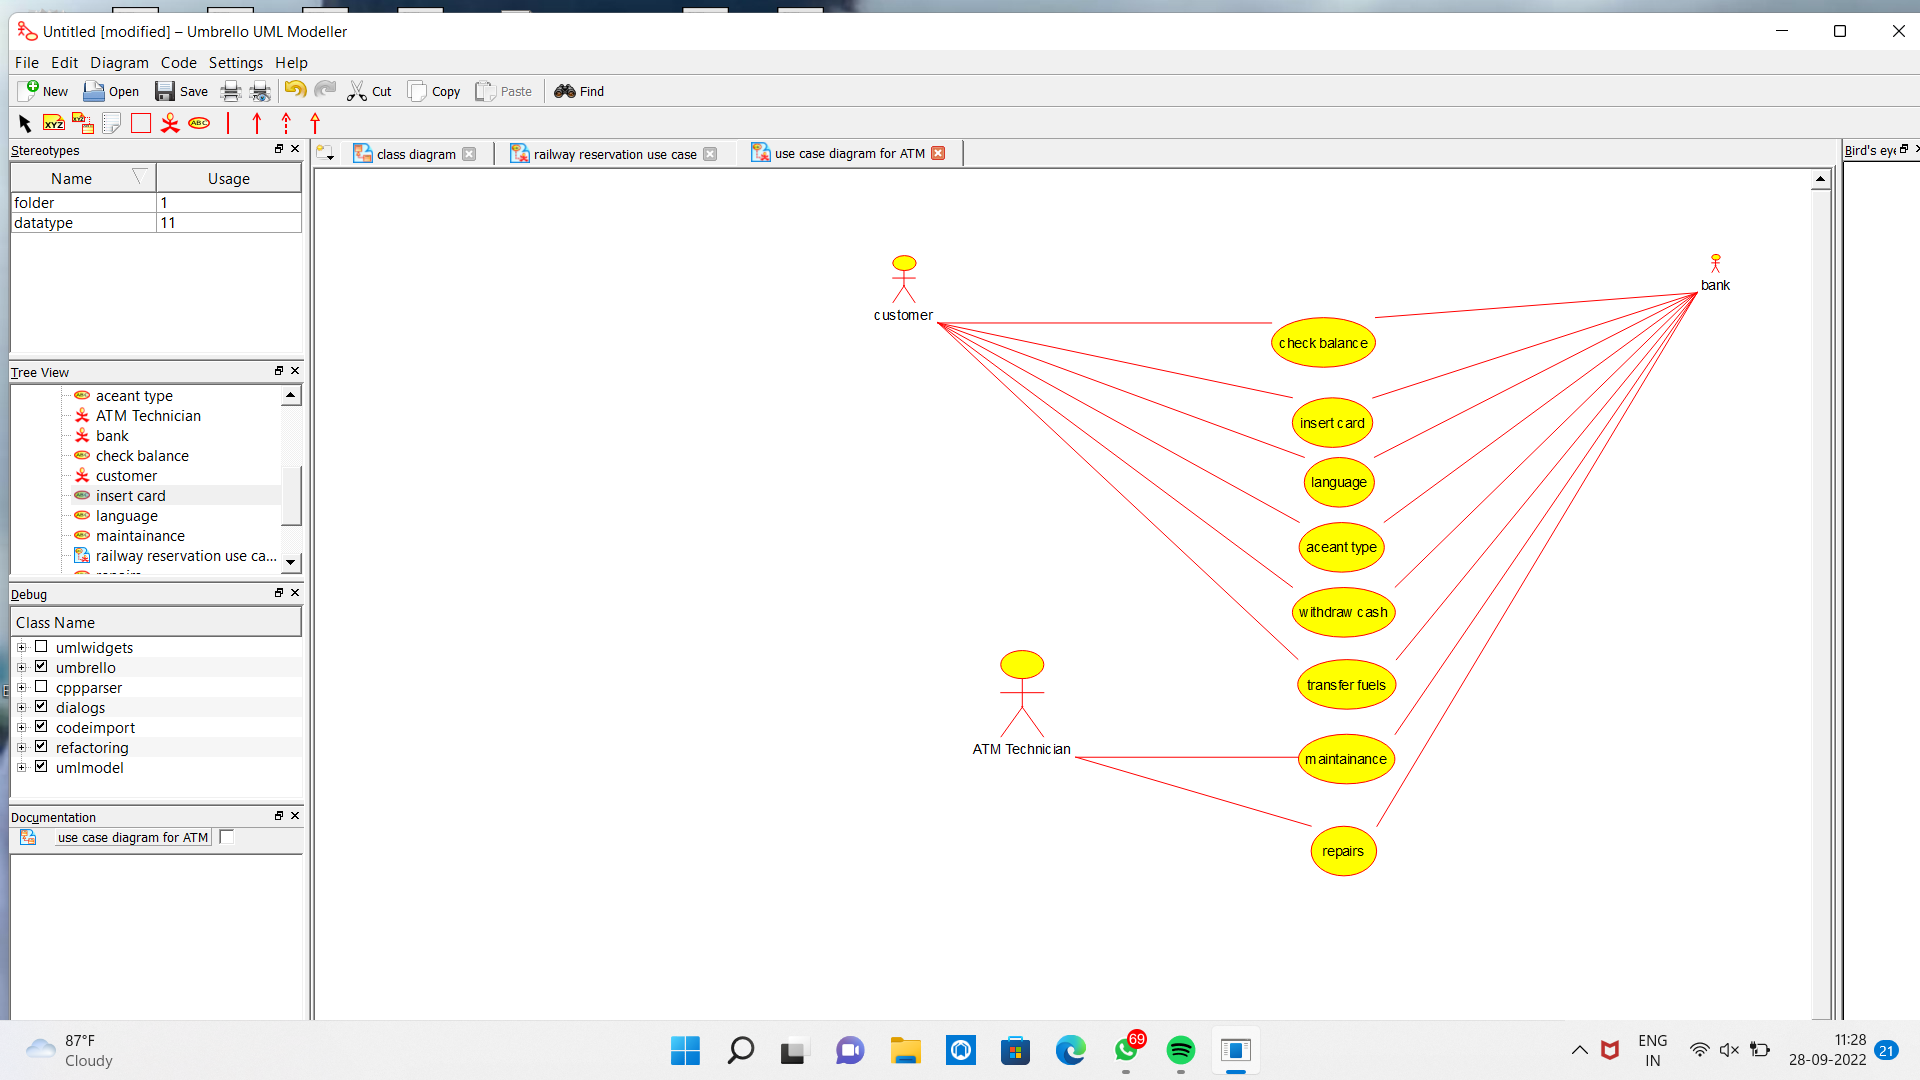 Untitled [modified] – Umbrello UML Modeller
File Edit Diagram Code Settings Help
New Open Save Cut Copy Paste Find
XYZ ABC
Stereotypes
Name Usage
folder 1
datatype 11
Tree View
aceant type
ATM Technician
bank
check balance
customer
insert card
language
maintainance
railway reservation use ca...
Debug
Class Name
umlwidgets
umbrello
cppparser
dialogs
codeimport
refactoring
umlmodel
Documentation
use case diagram for ATM
class diagram railway reservation use case use case diagram for ATM
Bird's eye
customer
bank
check balance
insert card
language
aceant type
withdraw cash
transfer fuels
ATM Technician
maintainance
repairs
87°F
Cloudy
69
ENG
IN
11:28
28-09-2022
21